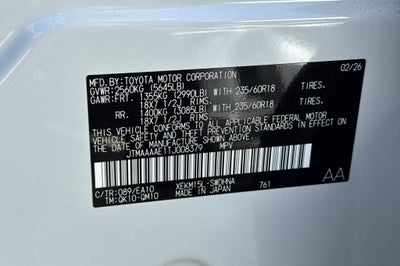 MFD. BY: TOYOTA MOTOR CORPORATION 02/26
GVWR: 2560KG (5645LB)
GAWR: FRT. 1355KG (2990LB) WITH 235/60R18 TIRES.
18X7 1/2J RIMS.
RR. 1400KG (3085LB) WITH 235/60R18 TIRES.
18X7 1/2J RIMS.
THIS VEHICLE CONFORMS TO ALL APPLICABLE FEDERAL MOTOR
VEHICLE SAFETY AND THEFT PREVENTION STANDARDS IN EFFECT
ON THE DATE OF MANUFACTURE SHOWN ABOVE.
JTMAAAAE1TJ008379 MPV
C/TR: 089/EA10 XEKM15L-SWDHNA 761 AA
TM: QK10-QM10 MADE IN JAPAN